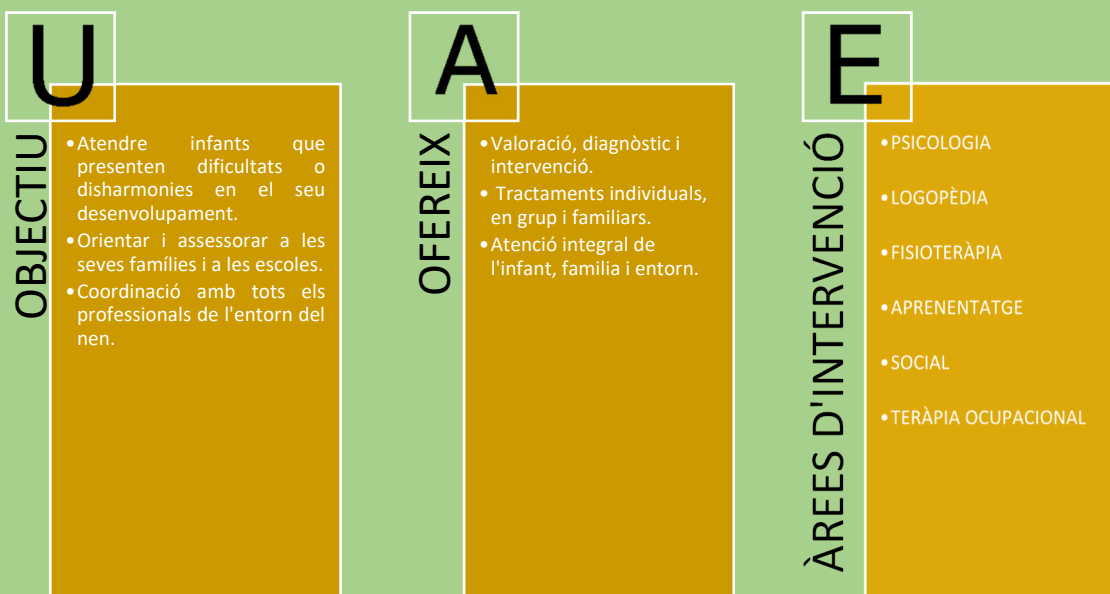 U
OBJECTIU
•Atendre infants que
presenten dificultats o
disharmonies en el seu
desenvolupament.
•Orientar i assessorar a les
seves famílies i a les escoles.
•Coordinació amb tots els
professionals de l'entorn del
nen.
A
OFEREIX
•Valoració, diagnòstic i
intervenció.
• Tractaments individuals,
en grup i familiars.
•Atenció integral de
l'infant, familia i entorn.
E
ÀREES D'INTERVENCIÓ
•PSICOLOGIA
•LOGOPÈDIA
•FISIOTERÀPIA
•APRENENTATGE
•SOCIAL
•TERÀPIA OCUPACIONAL